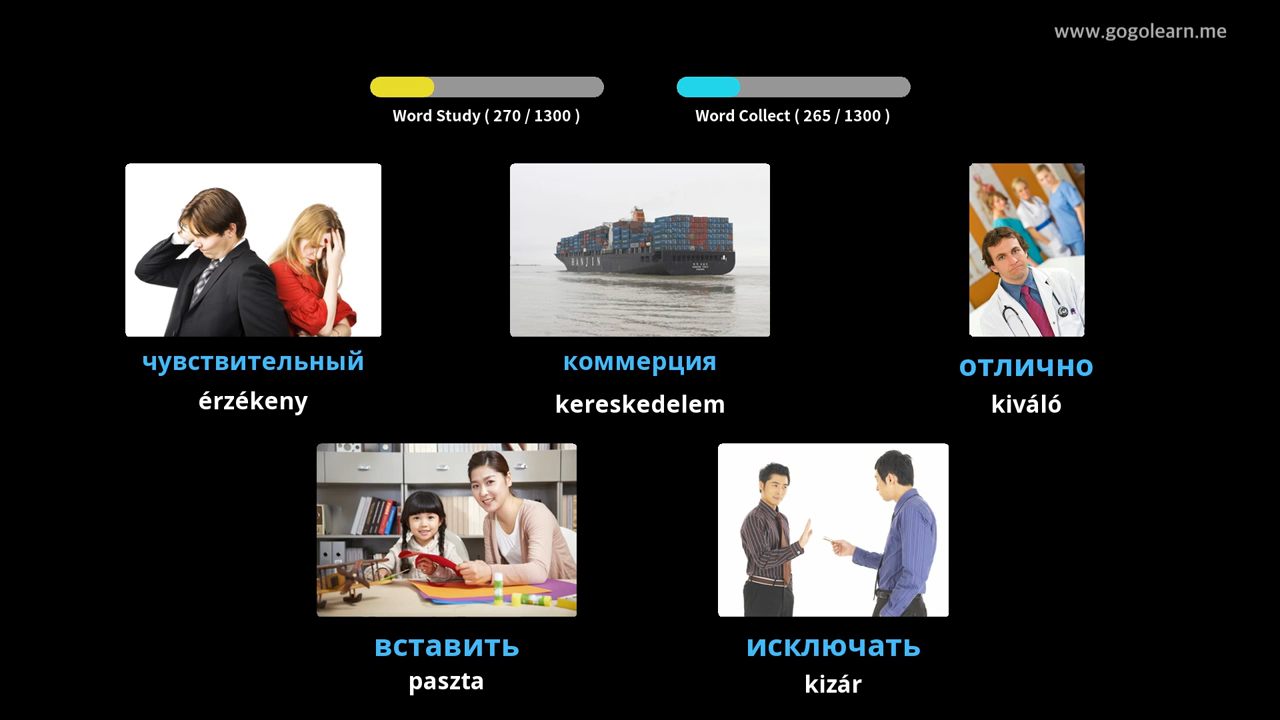 www.gogolearn.me
Word Study ( 270 / 1300 )
Word Collect ( 265 / 1300 )
HANJIN
чувствительный
коммерция
отлично
érzékeny
kereskedelem
kiváló
вставить
исключать
paszta
kizár